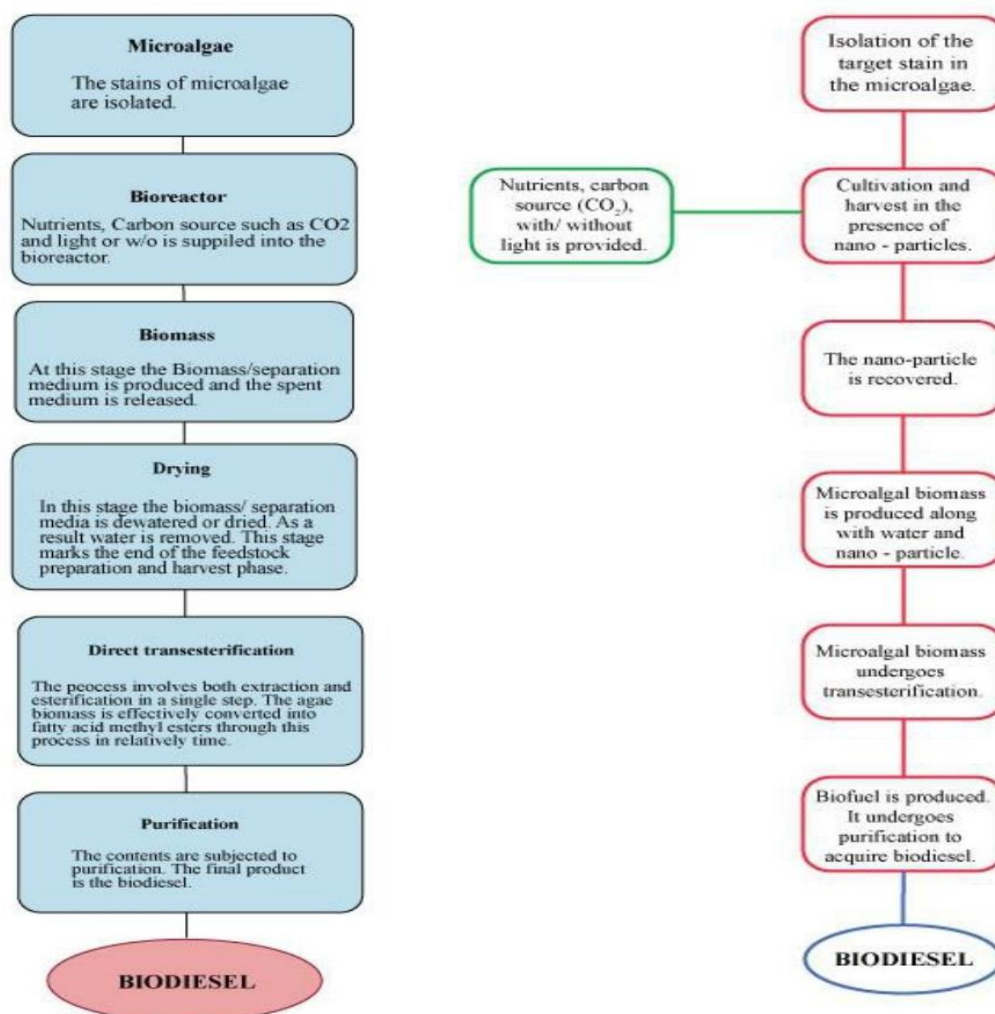 Microalgae
The stains of microalgae
are isolated.
Bioreactor
Nutrients, Carbon source such as CO2
and light or w/o is suppiled into the
bioreactor.
Biomass
At this stage the Biomass/separation
medium is produced and the spent
medium is released.
Drying
In this stage the biomass/ separation
media is dewatered or dried. As a
result water is removed. This stage
marks the end of the feedstock
preparation and harvest phase.
Direct transesterification
The peocess involves both extraction and
esterification in a single step. The agae
biomass is effectively converted into
fatty acid methyl esters through this
process in relatively time.
Purification
The contents are subjected to
purification. The final product
is the biodiesel.
BIODIESEL
Isolation of the
target stain in
the microalgae.
Nutrients, carbon
source (CO₂),
with/ without
light is provided.
Cultivation and
harvest in the
presence of
nano - particles.
The nano-particle
is recovered.
Microalgal biomass
is produced along
with water and
nano - particle.
Microalgal biomass
undergoes
transesterification.
Biofuel is produced.
It undergoes
purification to
acquire biodiesel.
BIODIESEL